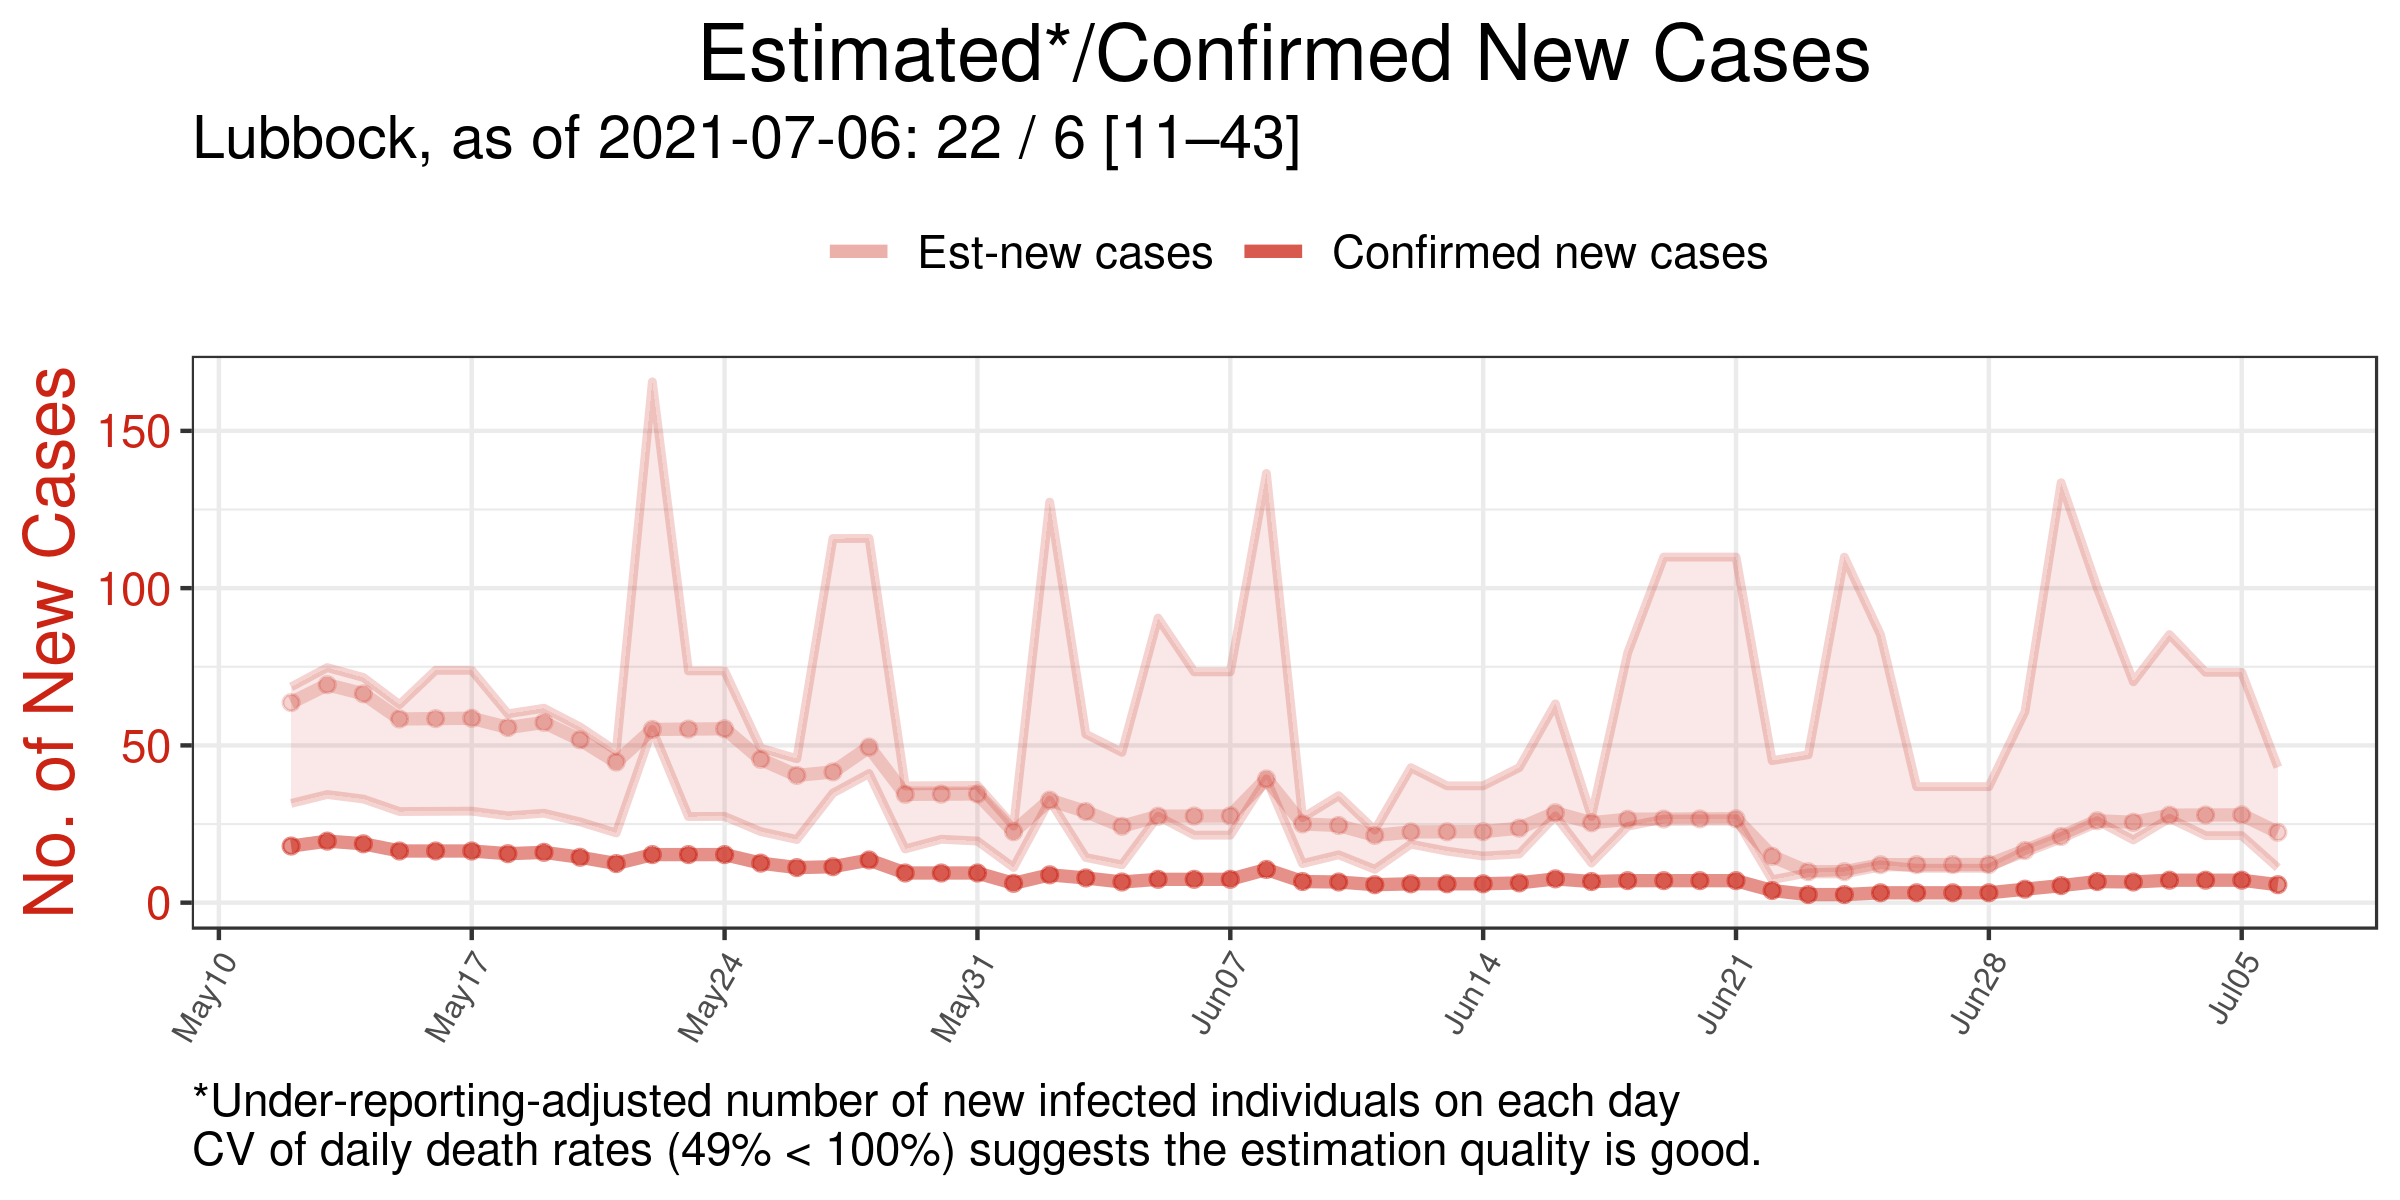 Estimated*/Confirmed New Cases
Lubbock, as of 2021-07-06: 22 / 6 [11–43]
Est-new cases
Confirmed new cases
No. of New Cases
150
100
50
0
May10
May17
May24
May31
Jun07
Jun14
Jun21
Jun28
Jul05
*Under-reporting-adjusted number of new infected individuals on each day
CV of daily death rates (49% < 100%) suggests the estimation quality is good.